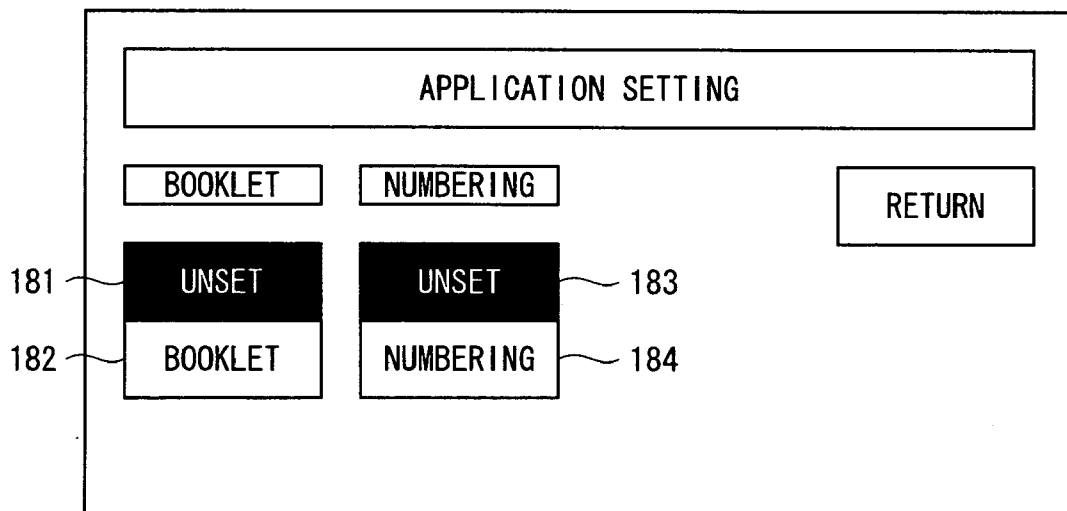 APPLICATION SETTING
BOOKLET NUMBERING
RETURN
181 UNSET UNSET 183
182 BOOKLET NUMBERING 184